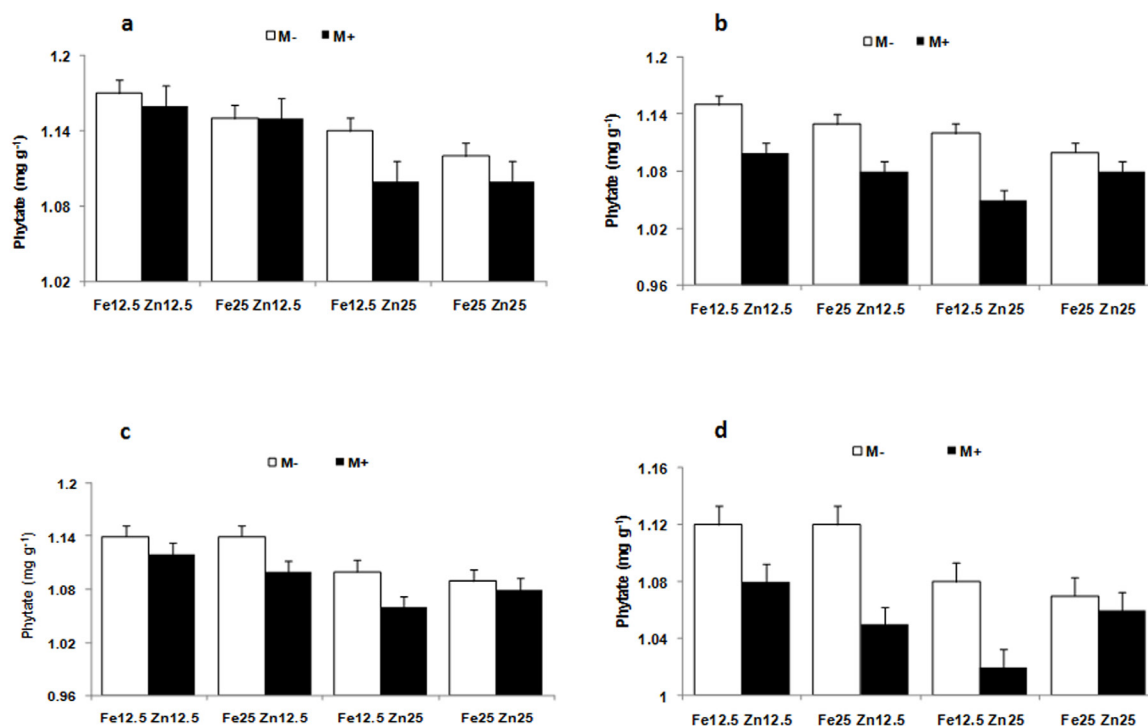 a
M- M+
1.2
1.14
1.08
1.02
Phytate (mg g⁻¹)
Fe12.5 Zn12.5 Fe25 Zn12.5 Fe12.5 Zn25 Fe25 Zn25
b
M- M+
1.2
1.14
1.08
1.02
0.96
Phytate (mg g⁻¹)
Fe12.5 Zn12.5 Fe25 Zn12.5 Fe12.5 Zn25 Fe25 Zn25
c
M- M+
1.2
1.14
1.08
1.02
0.96
Phytate (mg g⁻¹)
Fe12.5 Zn12.5 Fe25 Zn12.5 Fe12.5 Zn25 Fe25 Zn25
d
M- M+
1.16
1.12
1.08
1.04
1
Phytate (mg g⁻¹)
Fe12.5 Zn12.5 Fe25 Zn12.5 Fe12.5 Zn25 Fe25 Zn25